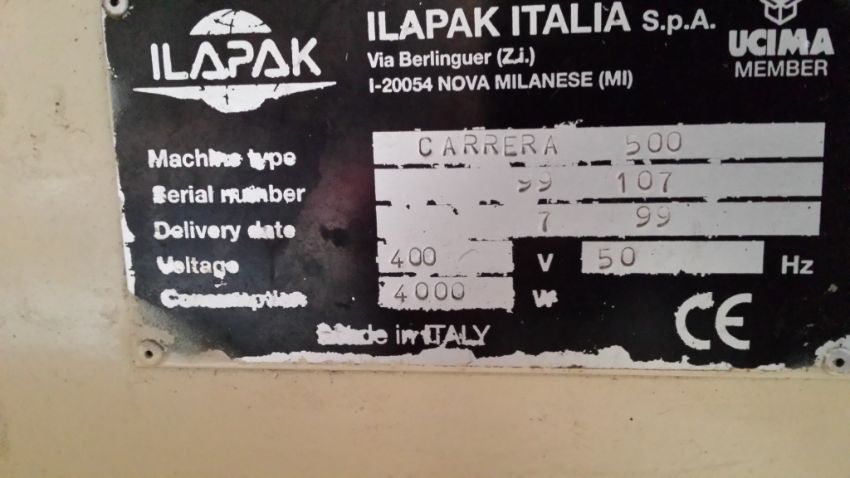 ILAPAK
ILAPAK ITALIA S.p.A.
Via Berlinguer (Z.i.)
I-20054 NOVA MILANESE (MI)
UCIMA
MEMBER
Machine type CARRERA 500
Serial number 99 107
Delivery date 7 99
Voltage 400 V 50 Hz
Consumption 4000 W
Made in ITALY CE